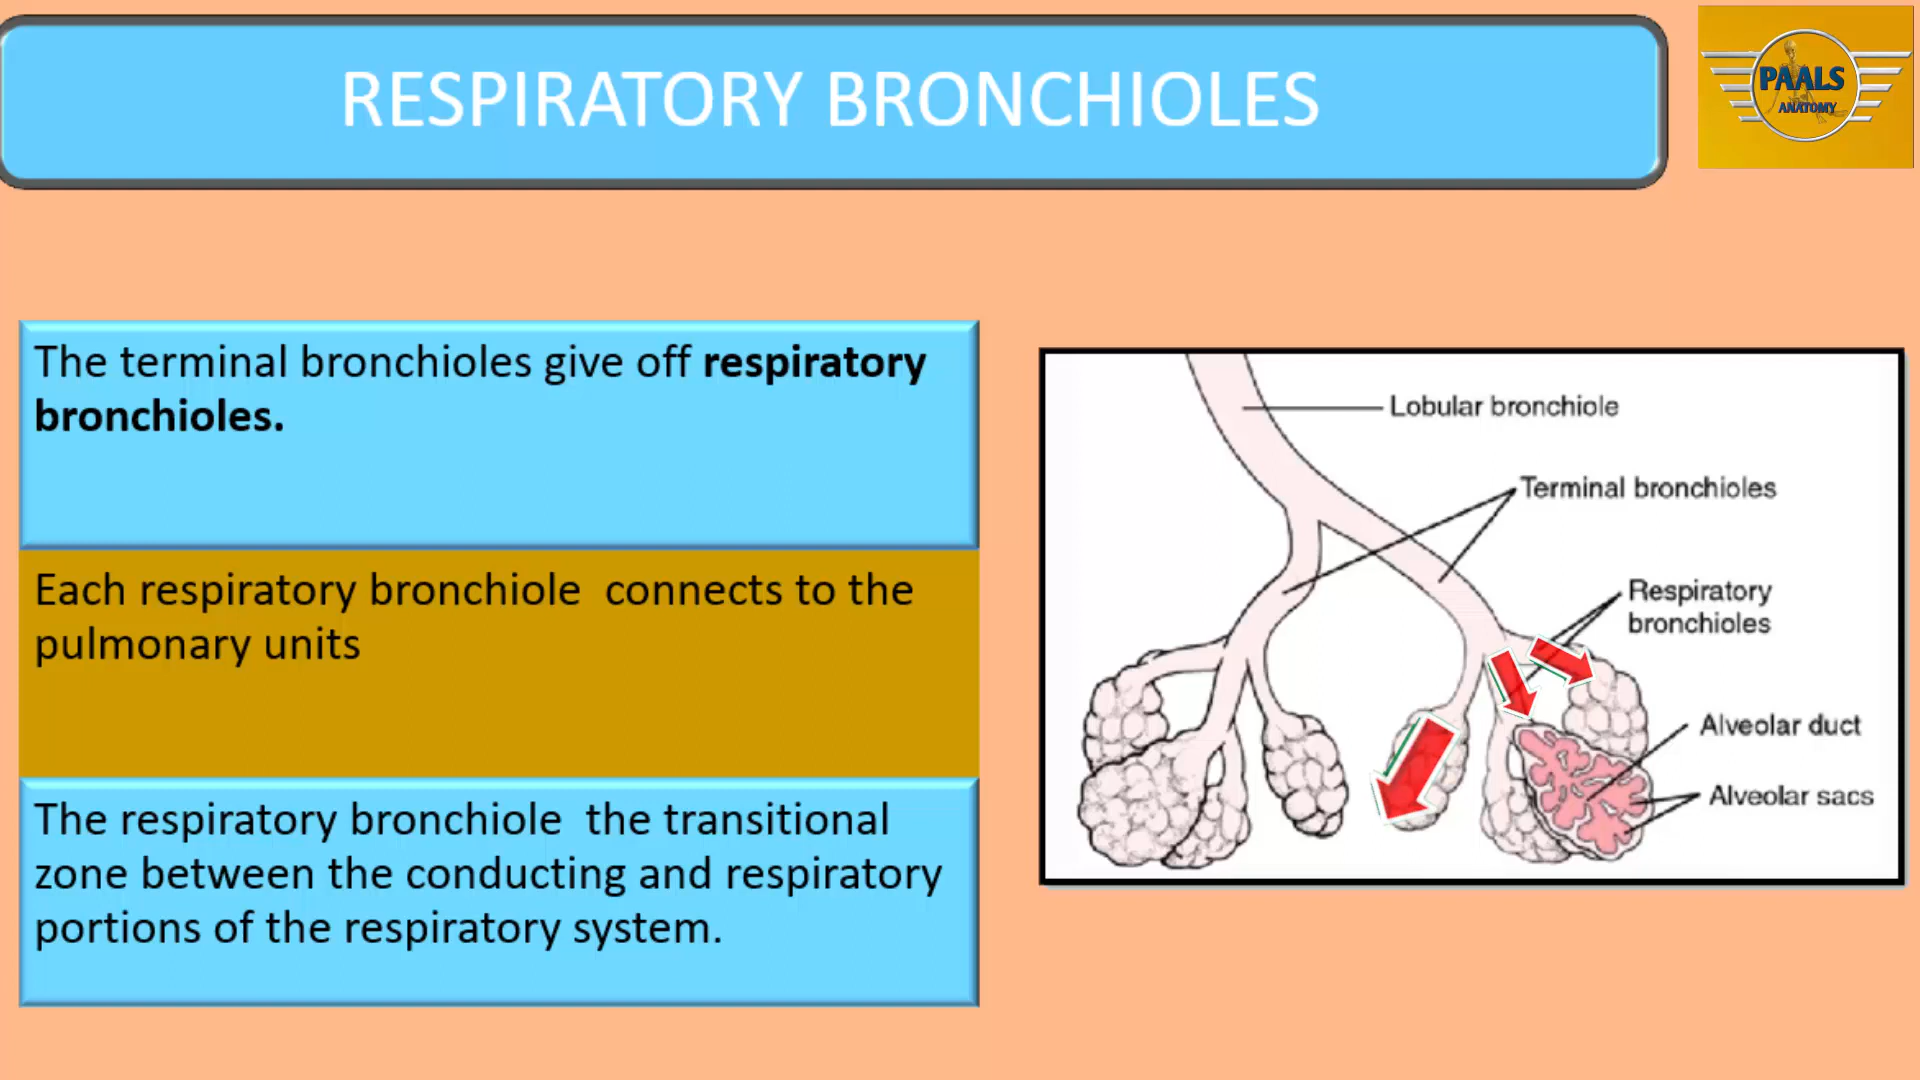 RESPIRATORY BRONCHIOLES
PAALS
ANATOMY
The terminal bronchioles give off respiratory
bronchioles.
Each respiratory bronchiole connects to the
pulmonary units
The respiratory bronchiole the transitional
zone between the conducting and respiratory
portions of the respiratory system.
Lobular bronchiole
Terminal bronchioles
Respiratory
bronchioles
Alveolar duct
Alveolar sacs